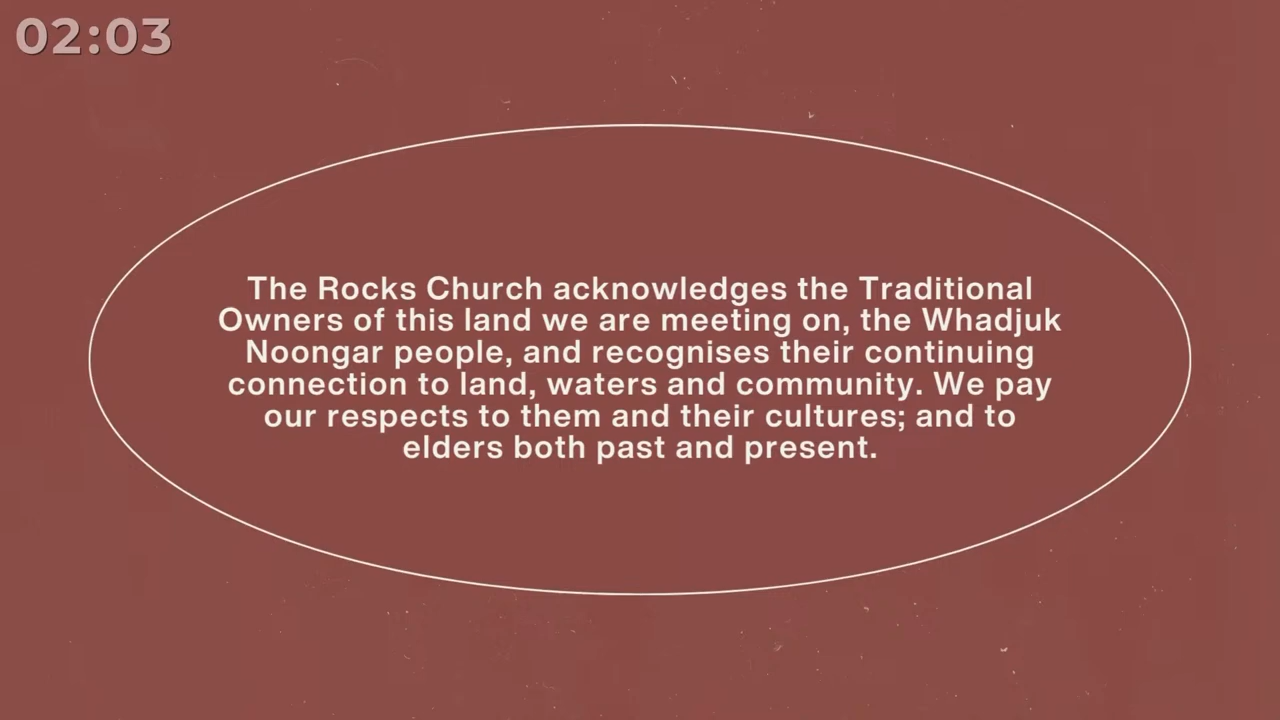 02:03
The Rocks Church acknowledges the Traditional
Owners of this land we are meeting on, the Whadjuk
Noongar people, and recognises their continuing
connection to land, waters and community. We pay
our respects to them and their cultures; and to
elders both past and present.